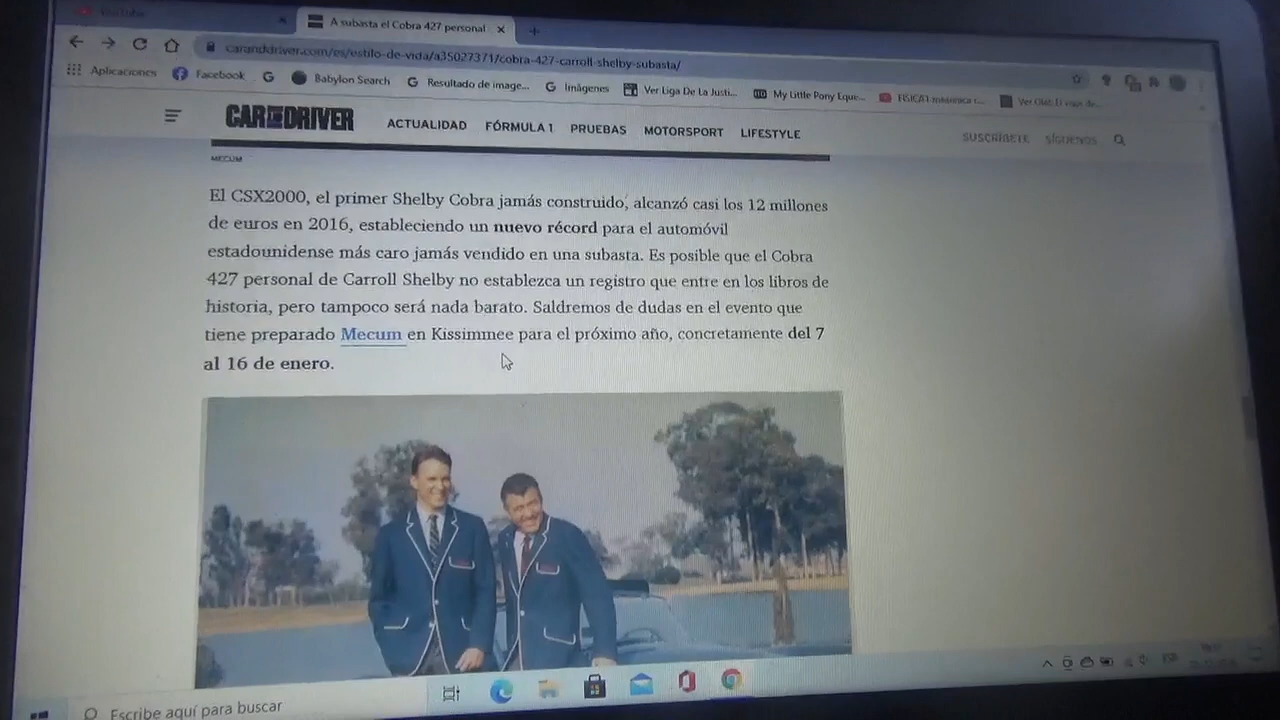 A subasta el Cobra 427 personal
caranddriver.com/es/estilo-de-vida/a35027371/cobra-427-carroll-shelby-subasta/
Aplicaciones Facebook Babylon Search Resultado de image... Imágenes Ver Liga De La Justi... My Little Pony Eque...
CAR AND DRIVER ACTUALIDAD FÓRMULA 1 PRUEBAS MOTORSPORT LIFESTYLE SUSCRÍBETE SÍGUENOS
MECUM
El CSX2000, el primer Shelby Cobra jamás construido, alcanzó casi los 12 millones
de euros en 2016, estableciendo un nuevo récord para el automóvil
estadounidense más caro jamás vendido en una subasta. Es posible que el Cobra
427 personal de Carroll Shelby no establezca un registro que entre en los libros de
historia, pero tampoco será nada barato. Saldremos de dudas en el evento que
tiene preparado Mecum en Kissimmee para el próximo año, concretamente del 7
al 16 de enero.
Escribe aquí para buscar